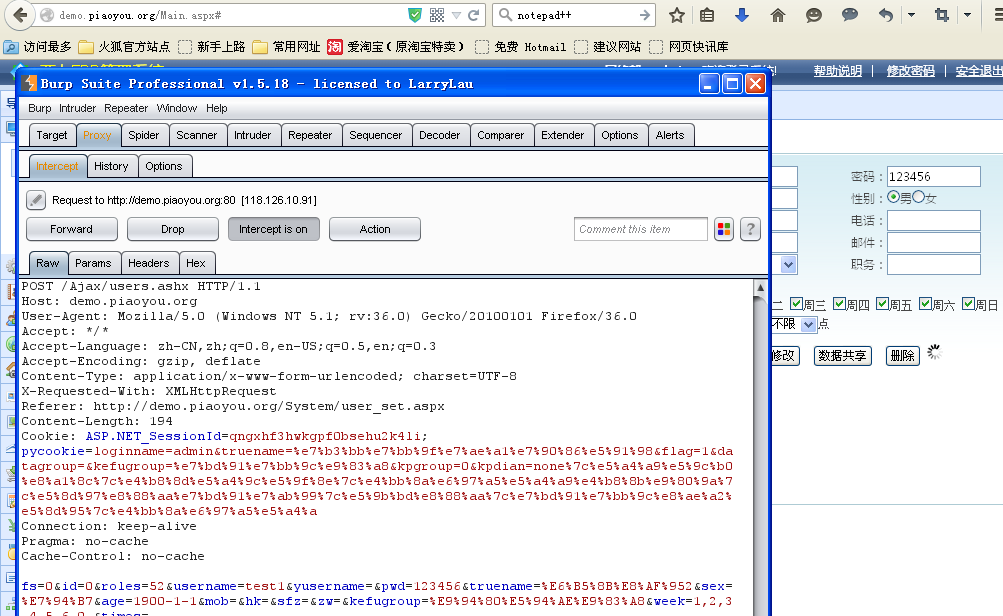 demo.piaoyou.org/Main.aspx#
notepad++
访问最多 火狐官方站点 新手上路 常用网址 爱淘宝（原淘宝特卖） 免费 Hotmail 建议网站 网页快讯库
帮助说明 | 修改密码 | 安全退出
Burp Suite Professional v1.5.18 - licensed to LarryLau
Burp Intruder Repeater Window Help
Target Proxy Spider Scanner Intruder Repeater Sequencer Decoder Comparer Extender Options Alerts
Intercept History Options
Request to http://demo.piaoyou.org:80 [118.126.10.91]
Forward Drop Intercept is on Action Comment this item ?
Raw Params Headers Hex
POST /Ajax/users.ashx HTTP/1.1
Host: demo.piaoyou.org
User-Agent: Mozilla/5.0 (Windows NT 5.1; rv:36.0) Gecko/20100101 Firefox/36.0
Accept: */*
Accept-Language: zh-CN,zh;q=0.8,en-US;q=0.5,en;q=0.3
Accept-Encoding: gzip, deflate
Content-Type: application/x-www-form-urlencoded; charset=UTF-8
X-Requested-With: XMLHttpRequest
Referer: http://demo.piaoyou.org/System/user_set.aspx
Content-Length: 194
Cookie: ASP.NET_SessionId=qngxhf3hwkgpf0bsehu2k4li;
pycookie=loginname=admin&truename=%e7%b3%bb%e7%bb%9f%e7%ae%a1%e7%90%86%e5%91%98&flag=1&da
tagroup=&kefugroup=%e7%bd%91%e7%bb%9c%e9%83%a8&kpgroup=0&kpdian=none%7c%e5%a4%a9%e5%9c%b0
%e8%a1%8c%7c%e4%b8%8d%e5%a4%9c%e5%9f%8e%7c%e4%bb%8a%e6%97%a5%e5%a4%a9%e4%b8%8b%e9%80%9a%7
c%e5%8d%97%e8%88%aa%e7%bd%91%e7%ab%99%7c%e5%9b%bd%e8%88%aa%7c%e7%bd%91%e7%bb%9c%e8%ae%a2%
e5%8d%95%7c%e4%bb%8a%e6%97%a5%e5%a4%a
Connection: keep-alive
Pragma: no-cache
Cache-Control: no-cache
fs=0&id=0&roles=52&username=test1&yusername=&pwd=123456&truename=%E6%B5%8B%E8%AF%952&sex=
%E7%94%B7&age=1900-1-1&mob=&hk=&sfz=&zw=&kefugroup=%E9%94%80%E5%94%AE%E9%83%A8&week=1,2,3
密码：123456
性别：男 女
电话：
邮件：
职务：
二 周三 周四 周五 周六 周日
不限 点
修改 数据共享 删除